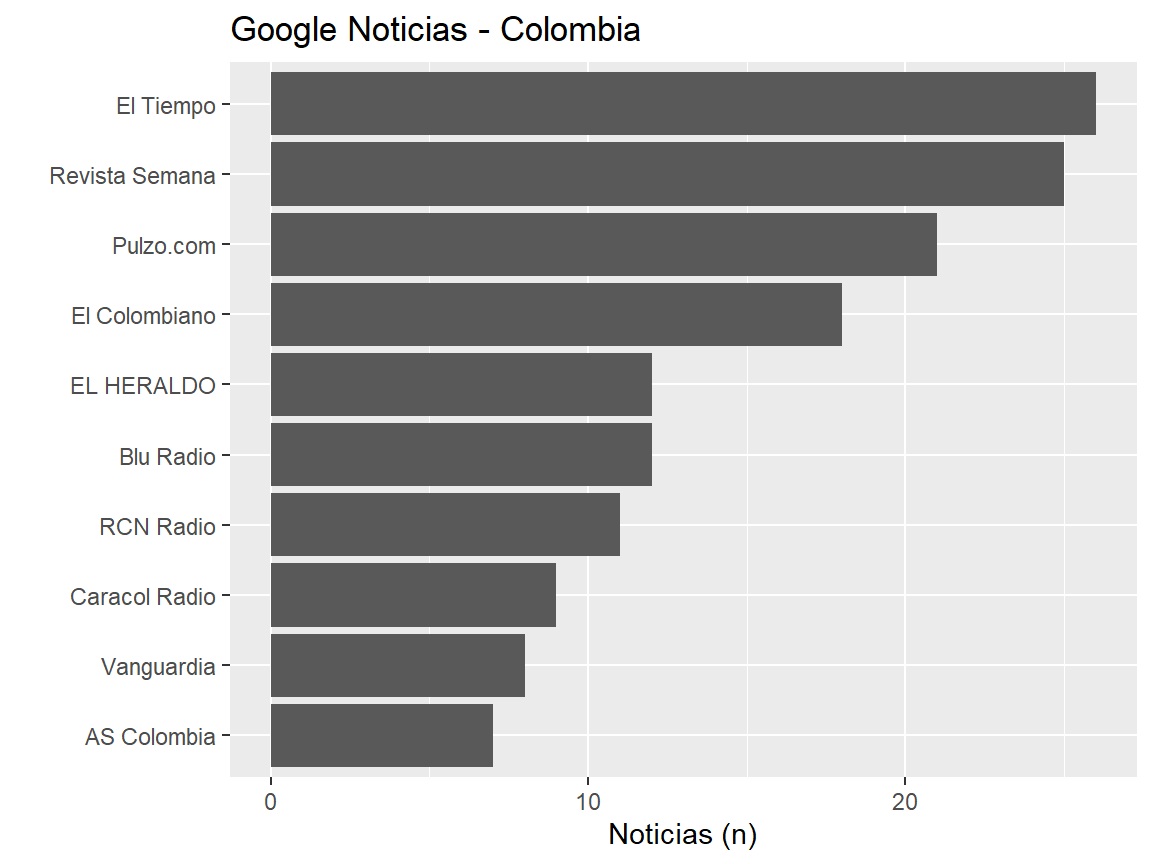 Google Noticias - Colombia
El Tiempo
Revista Semana
Pulzo.com
El Colombiano
EL HERALDO
Blu Radio
RCN Radio
Caracol Radio
Vanguardia
AS Colombia
0 10 20
Noticias (n)